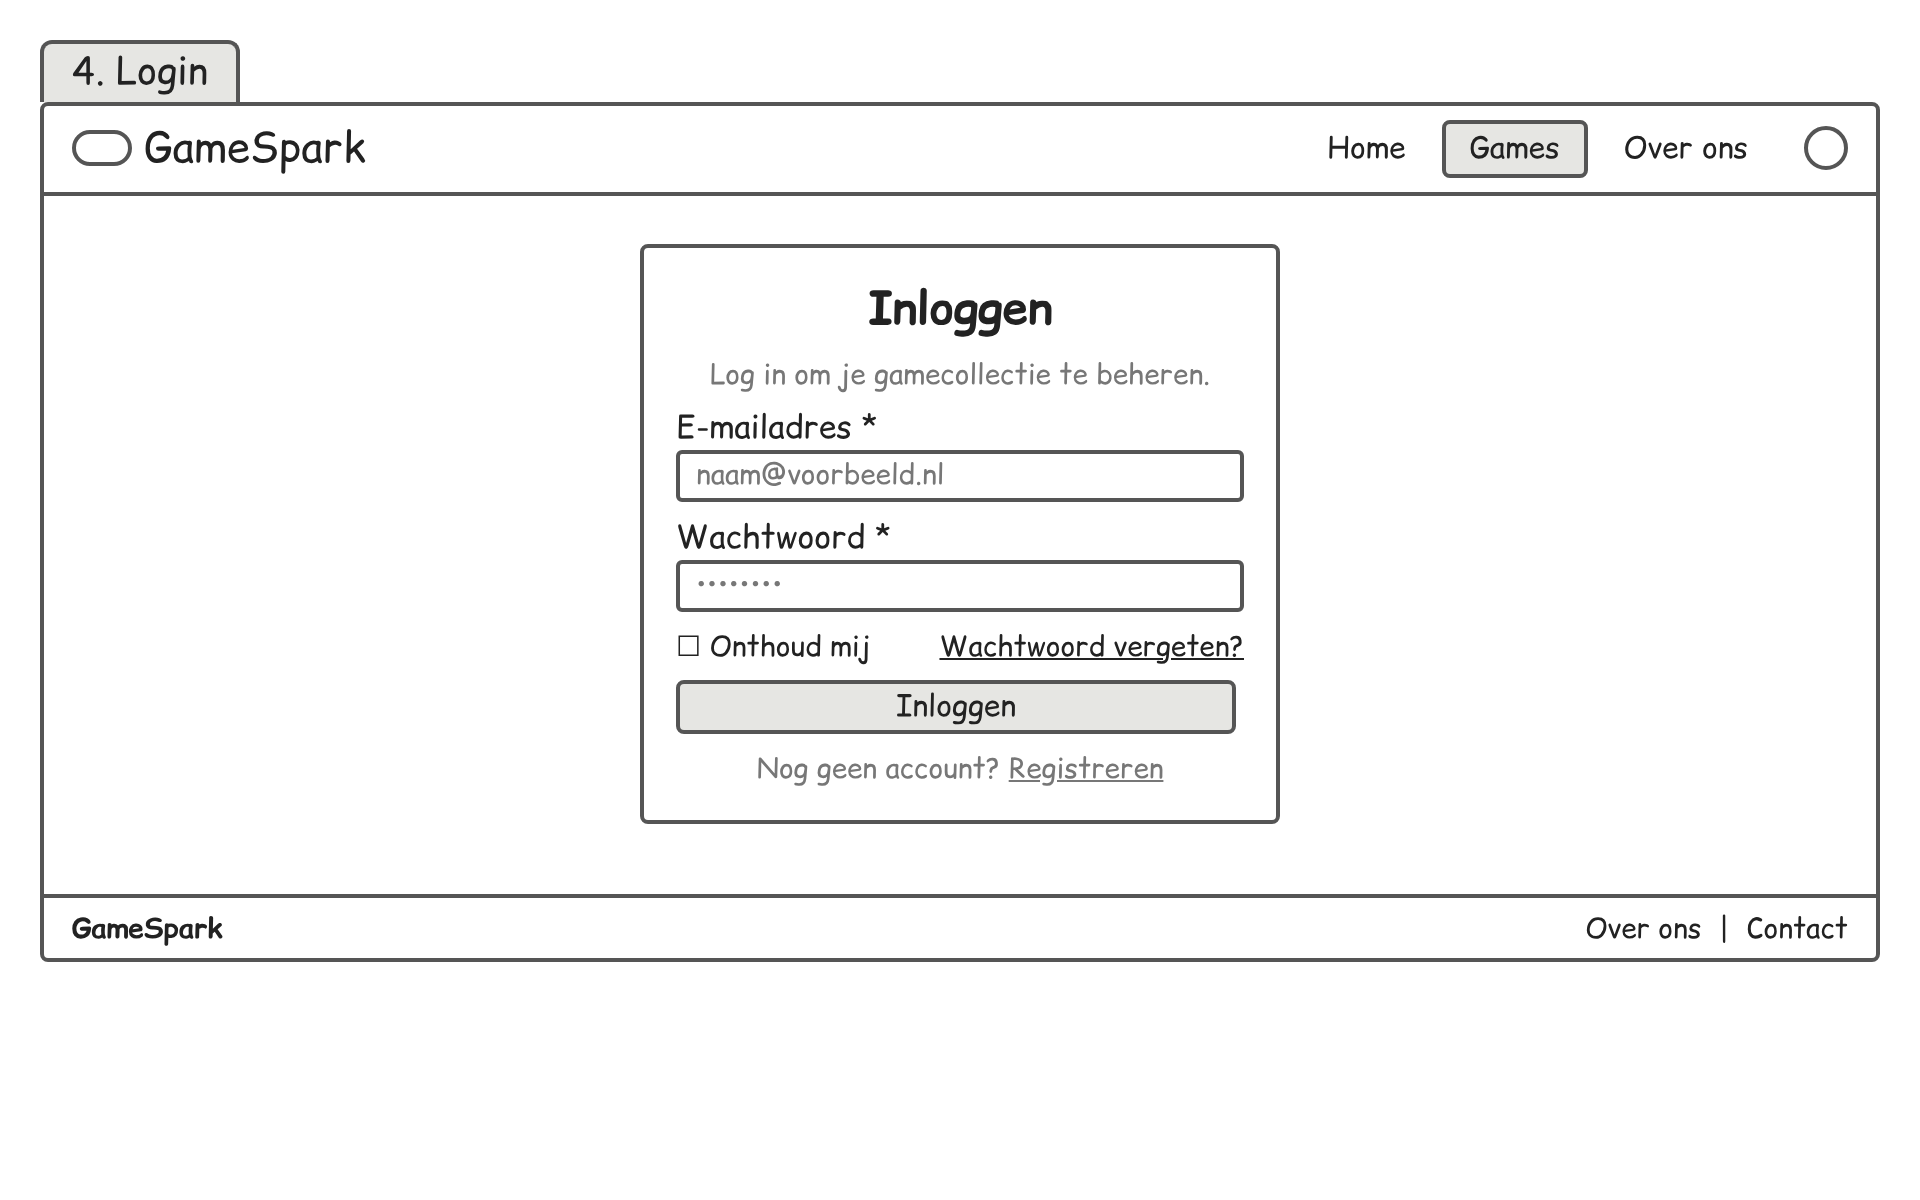 4. Login
GameSpark Home Games Over ons
Inloggen
Log in om je gamecollectie te beheren.
E-mailadres *
naam@voorbeeld.nl
Wachtwoord *
••••••••
☐ Onthoud mij Wachtwoord vergeten?
Inloggen
Nog geen account? Registreren
GameSpark Over ons | Contact